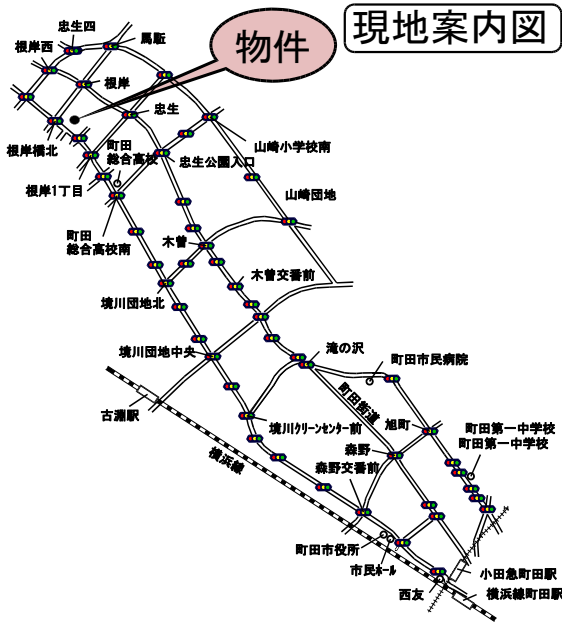 現地案内図
物件
忠生四
馬駈
根岸西
根岸
忠生
根岸橋北
町田
総合高校
忠生公園入口
山崎小学校南
根岸1丁目
山崎団地
町田
総合高校南
木曽
木曽交番前
境川団地北
境川団地中央
滝の沢
町田市民病院
古淵駅
町田街道
境川クリーンセンター前
旭町
町田第一中学校
町田第一中学校
横浜線
森野
森野交番前
町田市役所
市民ホール
小田急町田駅
西友
横浜線町田駅